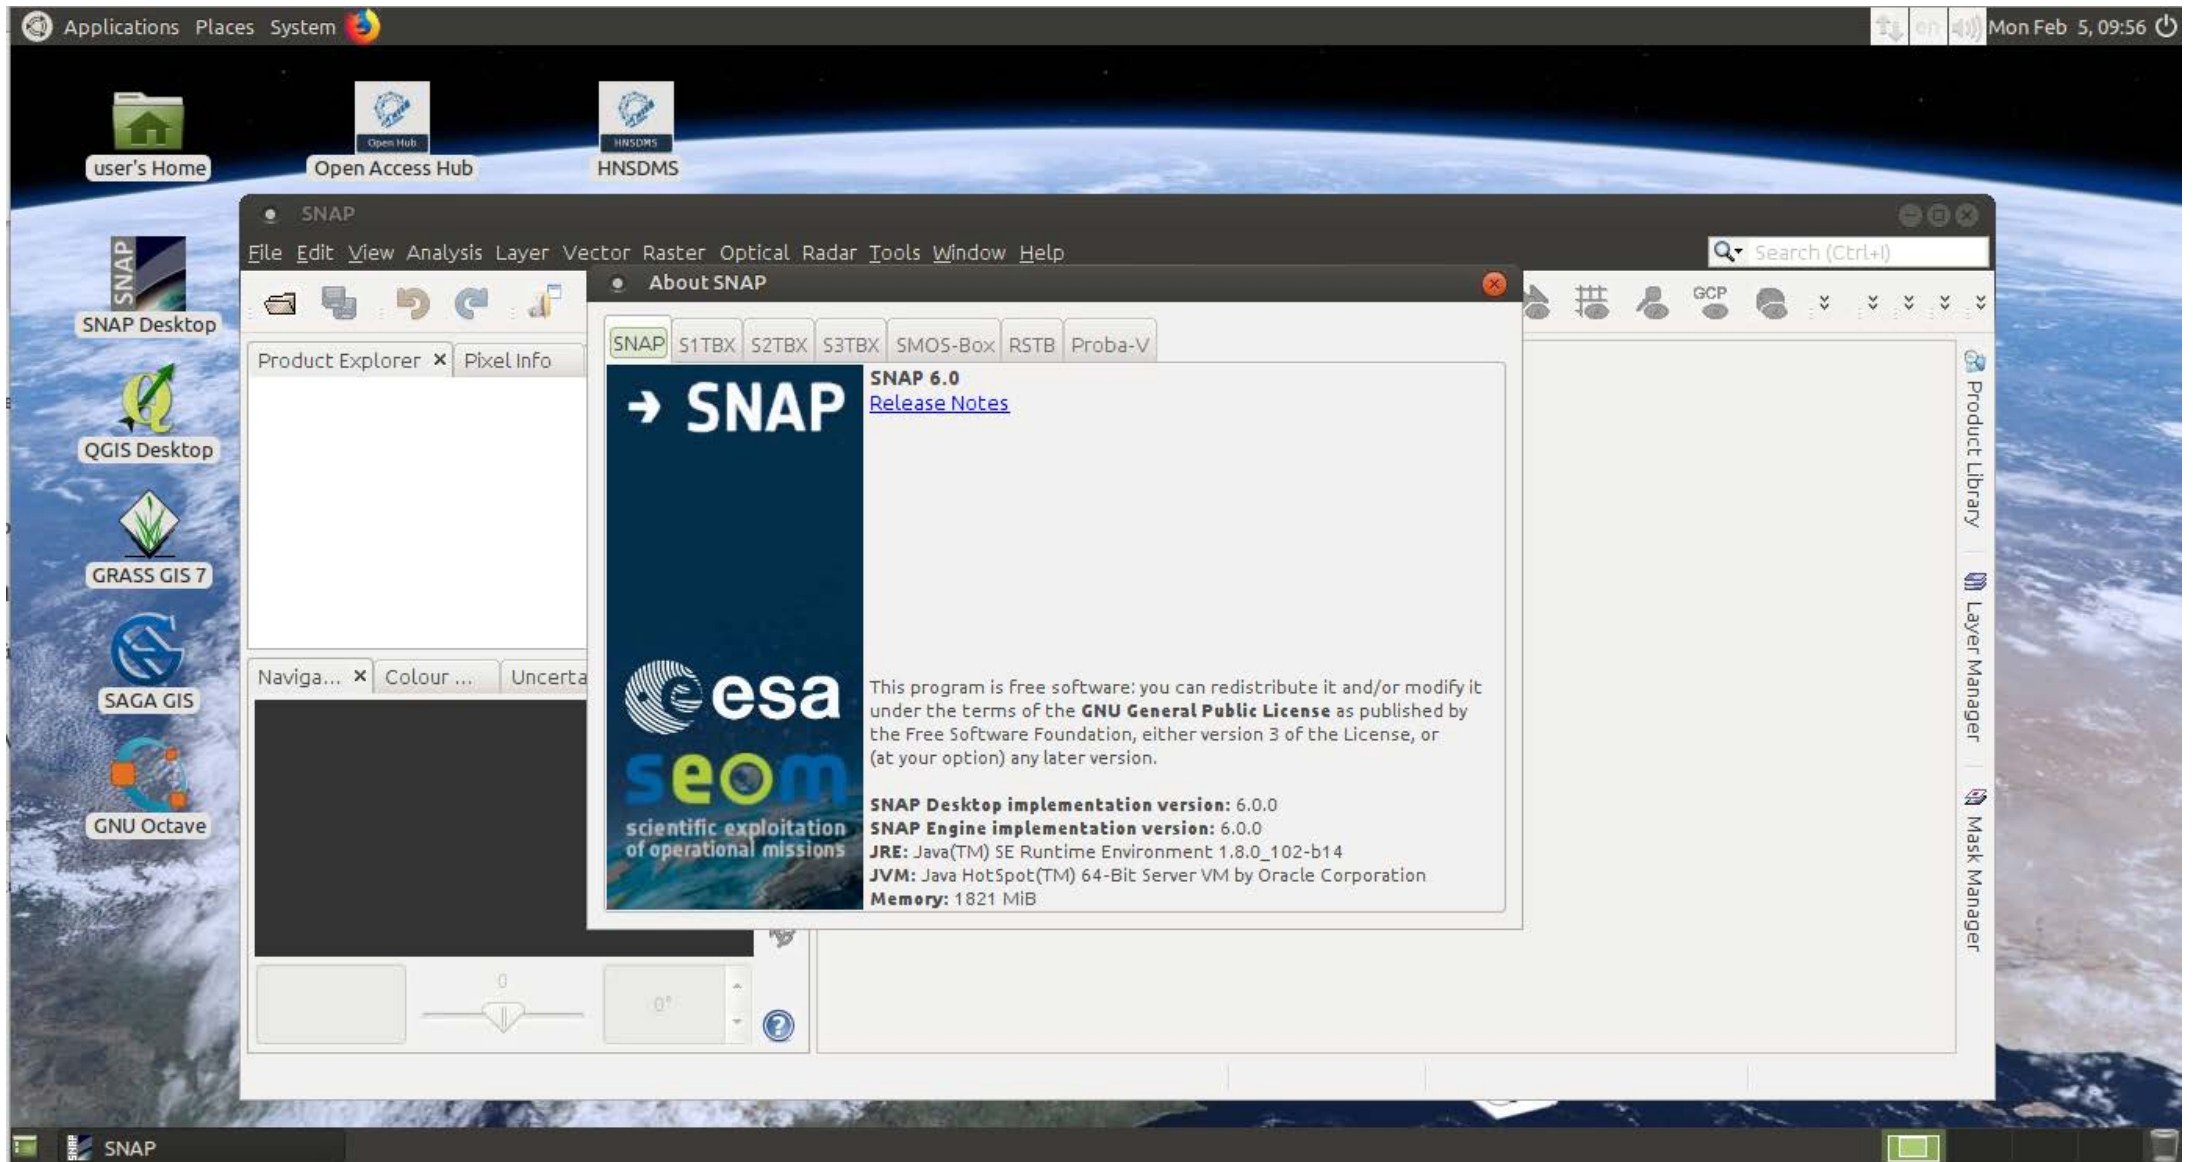 Applications Places System
en
Mon Feb 5, 09:56
Open Hub
HNSDMS
user's Home
Open Access Hub
HNSDMS
SNAP
SNAP Desktop
QGIS Desktop
GRASS GIS 7
SAGA GIS
GNU Octave
SNAP
File Edit View Analysis Layer Vector Raster Optical Radar Tools Window Help
Search (Ctrl+I)
GCP
Product Explorer
Pixel Info
Naviga...
Colour ...
Uncerta
0
0°
Product Library
Layer Manager
Mask Manager
About SNAP
SNAP S1TBX S2TBX S3TBX SMOS-Box RSTB Proba-V
SNAP
esa
seom
scientific exploitation
of operational missions
SNAP 6.0
Release Notes
This program is free software: you can redistribute it and/or modify it
under the terms of the GNU General Public License as published by
the Free Software Foundation, either version 3 of the License, or
(at your option) any later version.
SNAP Desktop implementation version: 6.0.0
SNAP Engine implementation version: 6.0.0
JRE: Java(TM) SE Runtime Environment 1.8.0_102-b14
JVM: Java HotSpot(TM) 64-Bit Server VM by Oracle Corporation
Memory: 1821 MiB
SNAP
SNAP